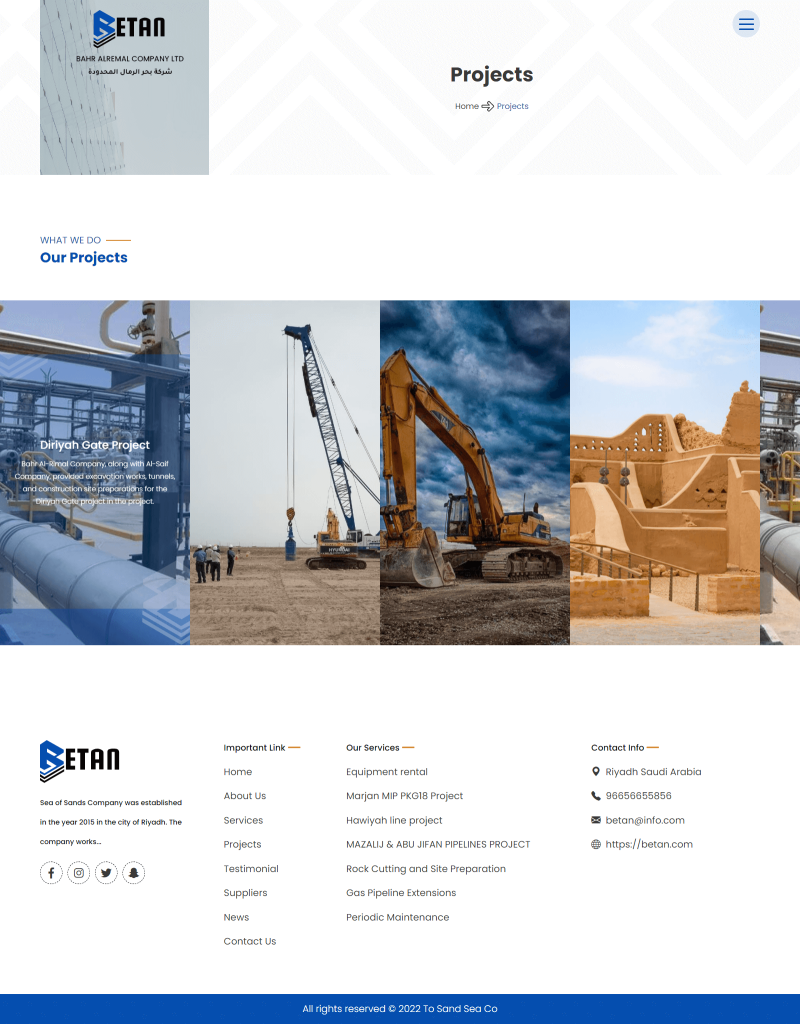 BETAN
BAHR ALREMAL COMPANY LTD
شركة بحر الرمال المحدودة
Projects
Home Projects
WHAT WE DO
Our Projects
Diriyah Gate Project
Bahr Al-Rimal Company, along with Al-Saif
Company, provided excavation works, tunnels,
and construction site preparations for the
Diriyah Gate project in the project.
HYUNDAI
BETAN
Sea of Sands Company was established
in the year 2015 in the city of Riyadh. The
company works...
Important Link
Home
About Us
Services
Projects
Testimonial
Suppliers
News
Contact Us
Our Services
Equipment rental
Marjan MIP PKG18 Project
Hawiyah line project
MAZALIJ & ABU JIFAN PIPELINES PROJECT
Rock Cutting and Site Preparation
Gas Pipeline Extensions
Periodic Maintenance
Contact Info
Riyadh Saudi Arabia
96656655856
betan@info.com
https://betan.com
All rights reserved © 2022 To Sand Sea Co